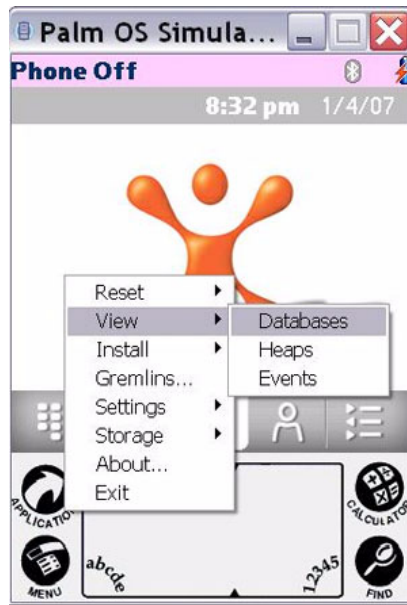 Palm OS Simula...
Phone Off
8:32 pm 1/4/07
Reset
View
Install
Gremlins...
Settings
Storage
About...
Exit
Databases
Heaps
Events
APPLICATIO
MENU
abcde
12345
CALCULATOR
FIND